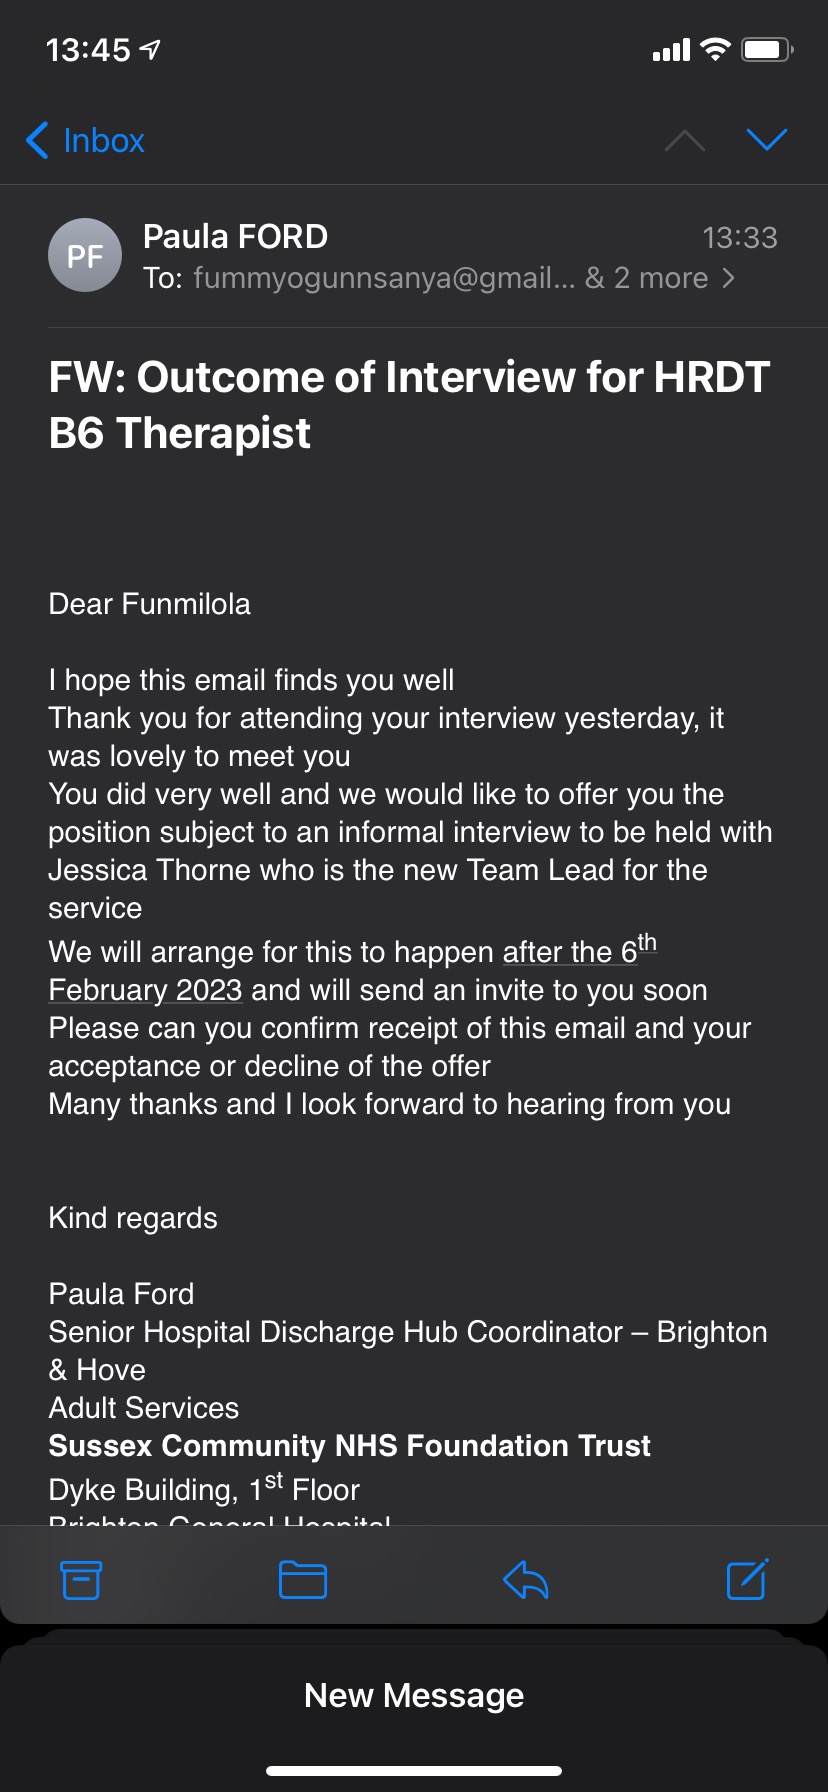 13:45
Inbox
PF
Paula FORD
13:33
To: fummyogunnsanya@gmail... & 2 more
FW: Outcome of Interview for HRDT
B6 Therapist
Dear Funmilola
I hope this email finds you well
Thank you for attending your interview yesterday, it
was lovely to meet you
You did very well and we would like to offer you the
position subject to an informal interview to be held with
Jessica Thorne who is the new Team Lead for the
service
We will arrange for this to happen after the 6th
February 2023 and will send an invite to you soon
Please can you confirm receipt of this email and your
acceptance or decline of the offer
Many thanks and I look forward to hearing from you
Kind regards
Paula Ford
Senior Hospital Discharge Hub Coordinator – Brighton
& Hove
Adult Services
Sussex Community NHS Foundation Trust
Dyke Building, 1st Floor
Brighton General Hospital
New Message